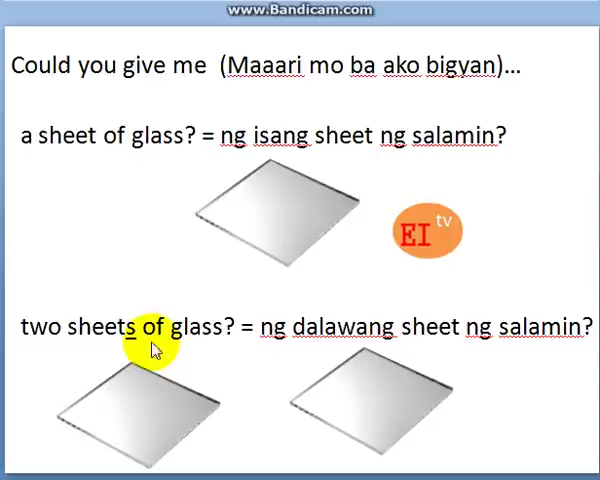 www.Bandicam.com
Could you give me (Maaari mo ba ako bigyan)...
a sheet of glass? = ng isang sheet ng salamin?
EI tv
two sheets of glass? = ng dalawang sheet ng salamin?